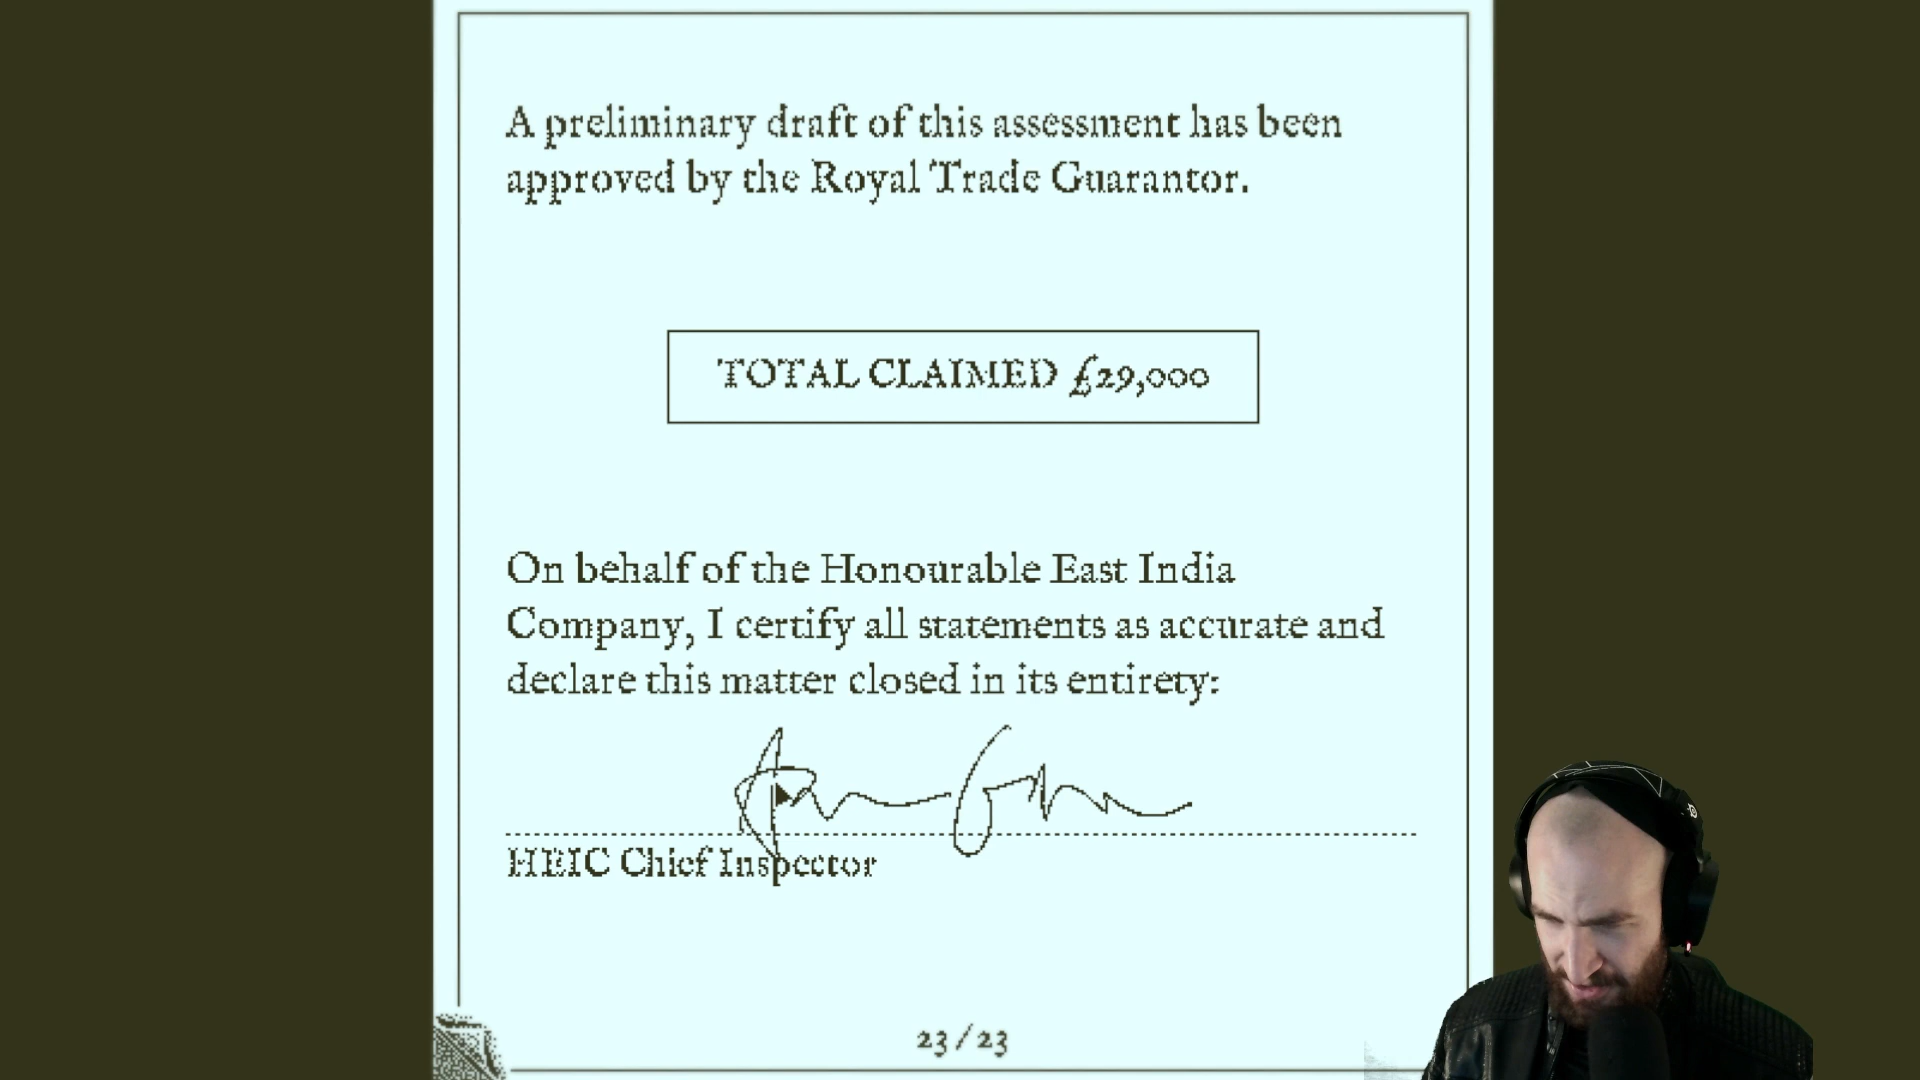 A preliminary draft of this assessment has been
approved by the Royal Trade Guarantor.
TOTAL CLAIMED £29,000
On behalf of the Honourable East India
Company, I certify all statements as accurate and
declare this matter closed in its entirety:
HEIC Chief Inspector
23/23